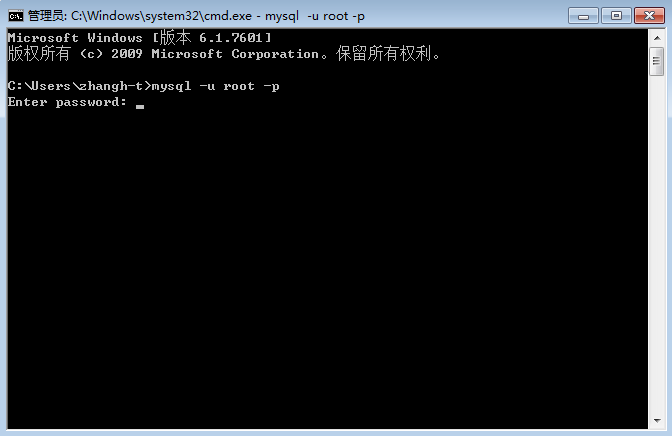 管理员: C:\Windows\system32\cmd.exe - mysql  -u root -p
Microsoft Windows [版本 6.1.7601]
版权所有 (c) 2009 Microsoft Corporation。保留所有权利。
C:\Users\zhangh-t>mysql -u root -p
Enter password: